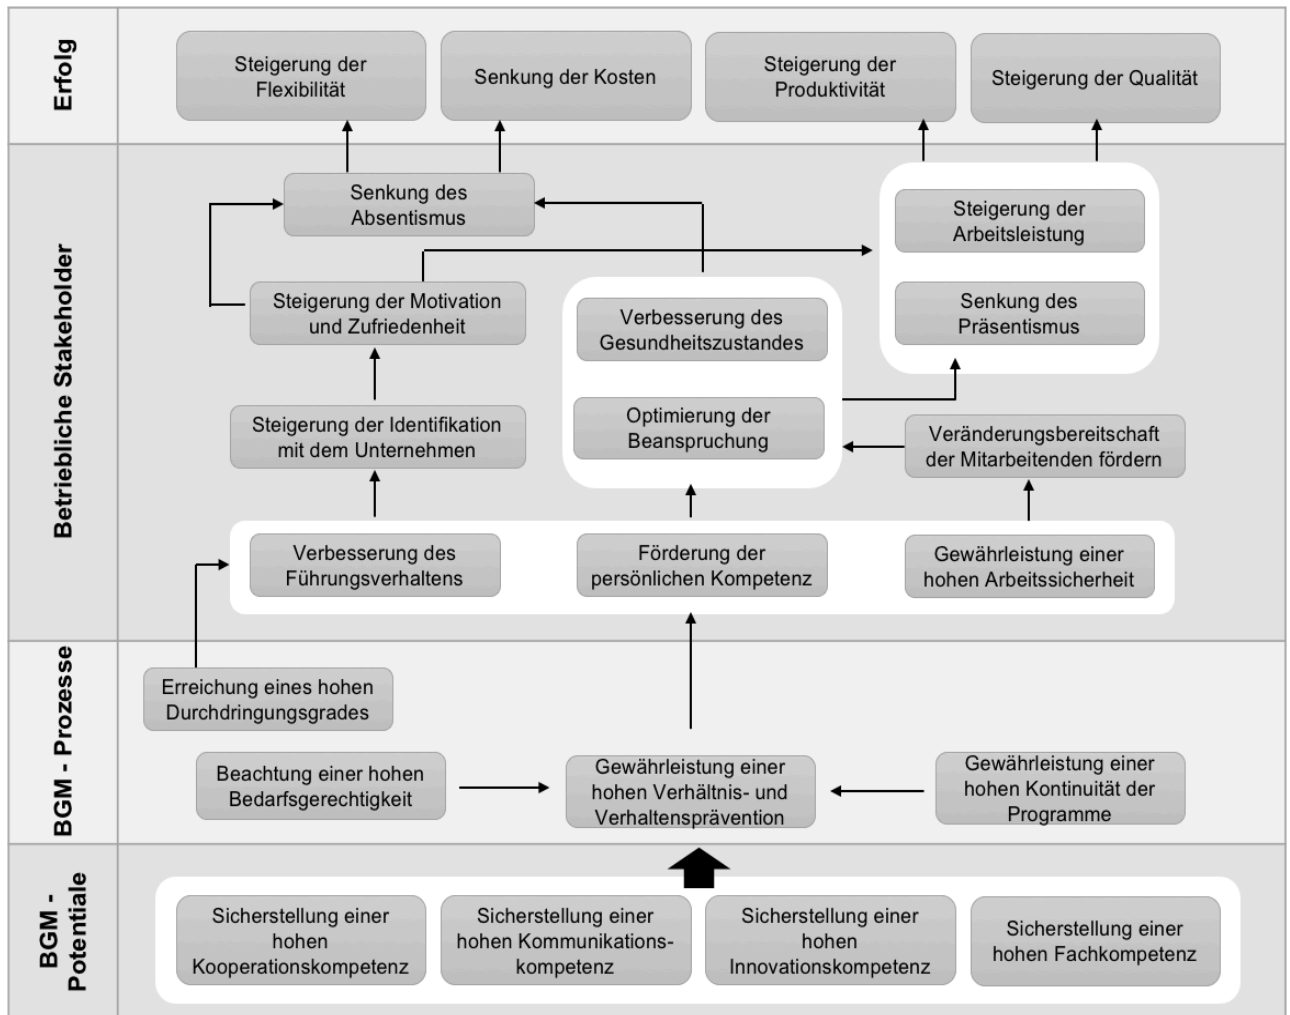 Erfolg
Steigerung der
Flexibilität
Senkung der Kosten
Steigerung der
Produktivität
Steigerung der Qualität
Betriebliche Stakeholder
Senkung des
Absentismus
Steigerung der
Arbeitsleistung
Steigerung der Motivation
und Zufriedenheit
Verbesserung des
Gesundheitszustandes
Senkung des
Präsentismus
Steigerung der Identifikation
mit dem Unternehmen
Optimierung der
Beanspruchung
Veränderungsbereitschaft
der Mitarbeitenden fördern
Verbesserung des
Führungsverhaltens
Förderung der
persönlichen Kompetenz
Gewährleistung einer
hohen Arbeitssicherheit
BGM - Prozesse
Erreichung eines hohen
Durchdringungsgrades
Beachtung einer hohen
Bedarfsgerechtigkeit
Gewährleistung einer
hohen Verhältnis- und
Verhaltensprävention
Gewährleistung einer
hohen Kontinuität der
Programme
BGM -
Potentiale
Sicherstellung einer
hohen
Kooperationskompetenz
Sicherstellung einer
hohen Kommunikations-
kompetenz
Sicherstellung einer
hohen
Innovationskompetenz
Sicherstellung einer
hohen Fachkompetenz